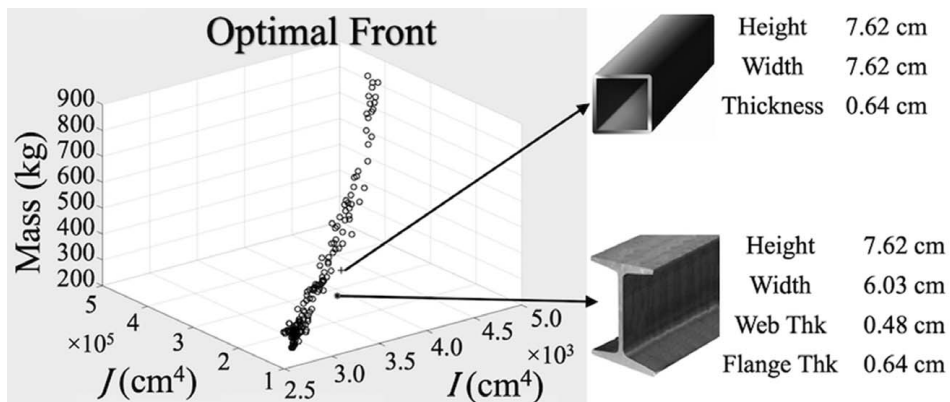 Optimal Front
Mass (kg)
900
800
700
600
500
400
300
200
5
4
3
2
1
×10⁵
J (cm⁴)
2.5
3.0
3.5
4.0
4.5
5.0
×10³
I (cm⁴)
Height 7.62 cm
Width 7.62 cm
Thickness 0.64 cm
Height 7.62 cm
Width 6.03 cm
Web Thk 0.48 cm
Flange Thk 0.64 cm